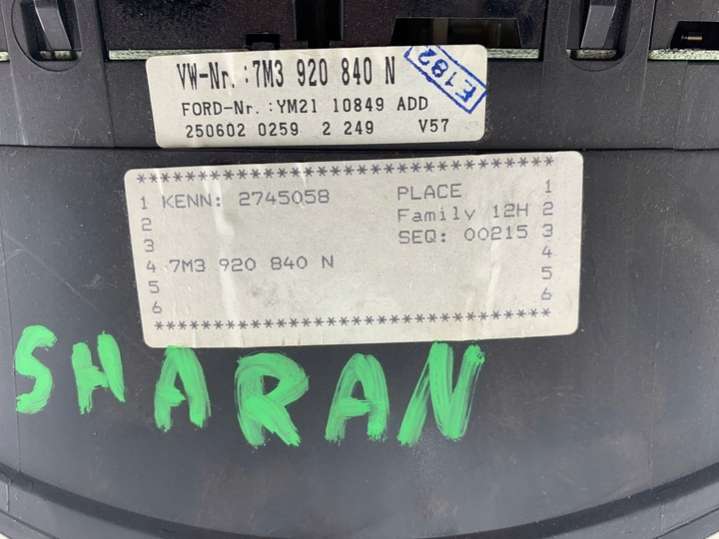 VW-Nr.:7M3 920 840 N
E182
FORD-Nr.:YM21 10849 ADD
250602 0259 2 249 V57
************************************
1 KENN: 2745058 PLACE 1
2 Family 12H 2
3 SEQ: 00215 3
4 7M3 920 840 N 4
5 5
6 6
************************************
SHARAN